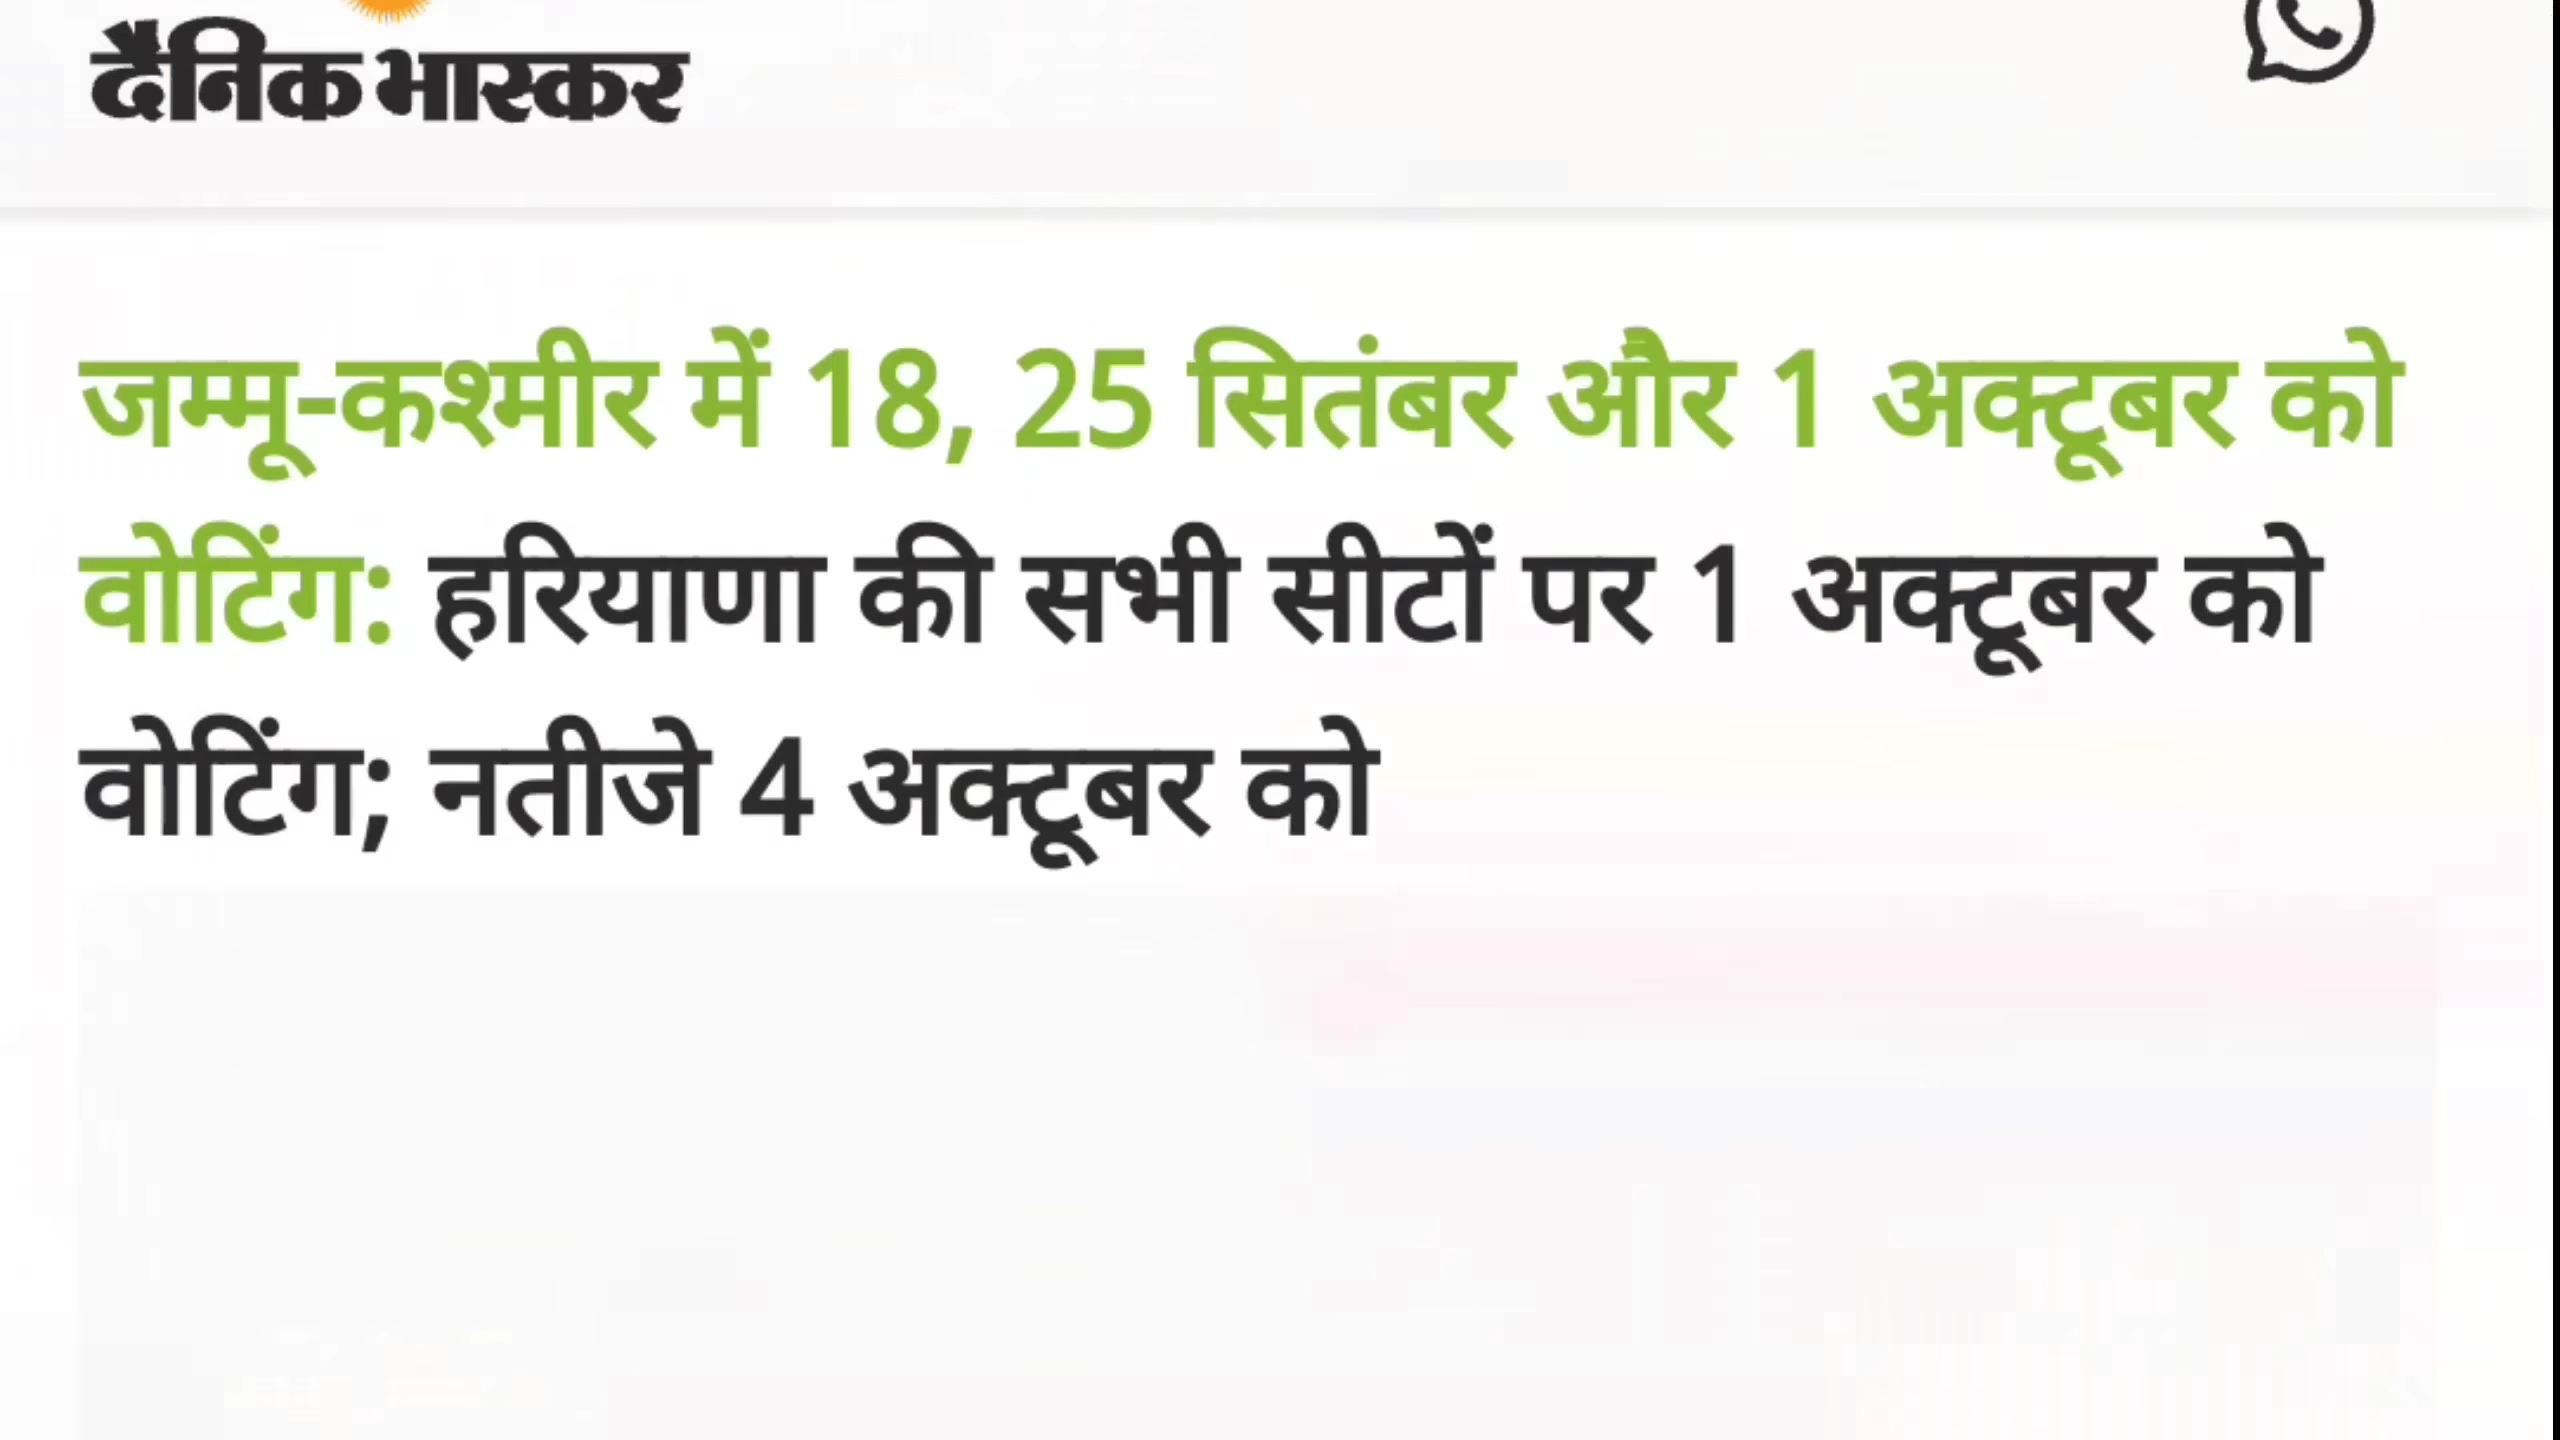 दैनिक भास्कर
जम्मू-कश्मीर में 18, 25 सितंबर और 1 अक्टूबर को
वोटिंग: हरियाणा की सभी सीटों पर 1 अक्टूबर को
वोटिंग; नतीजे 4 अक्टूबर को